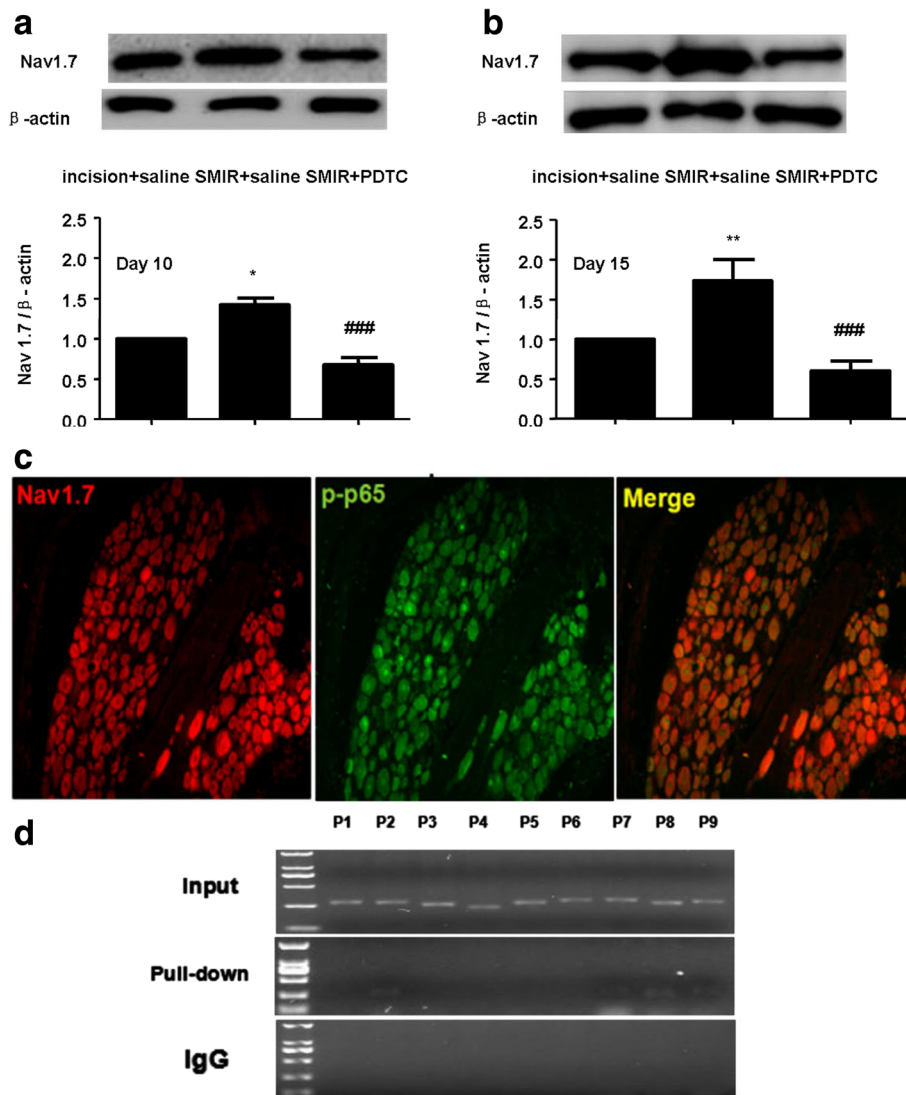 a
Nav1.7
β-actin
incision+saline SMIR+saline SMIR+PDTC
2.5
2.0
1.5
1.0
0.5
0.0
Nav 1.7 / β - actin
Day 10
*
###
b
Nav1.7
β-actin
incision+saline SMIR+saline SMIR+PDTC
2.5
2.0
1.5
1.0
0.5
0.0
Nav 1.7 / β - actin
Day 15
**
###
c
Nav1.7
p-p65
Merge
d
P1 P2 P3 P4 P5 P6 P7 P8 P9
Input
Pull-down
IgG